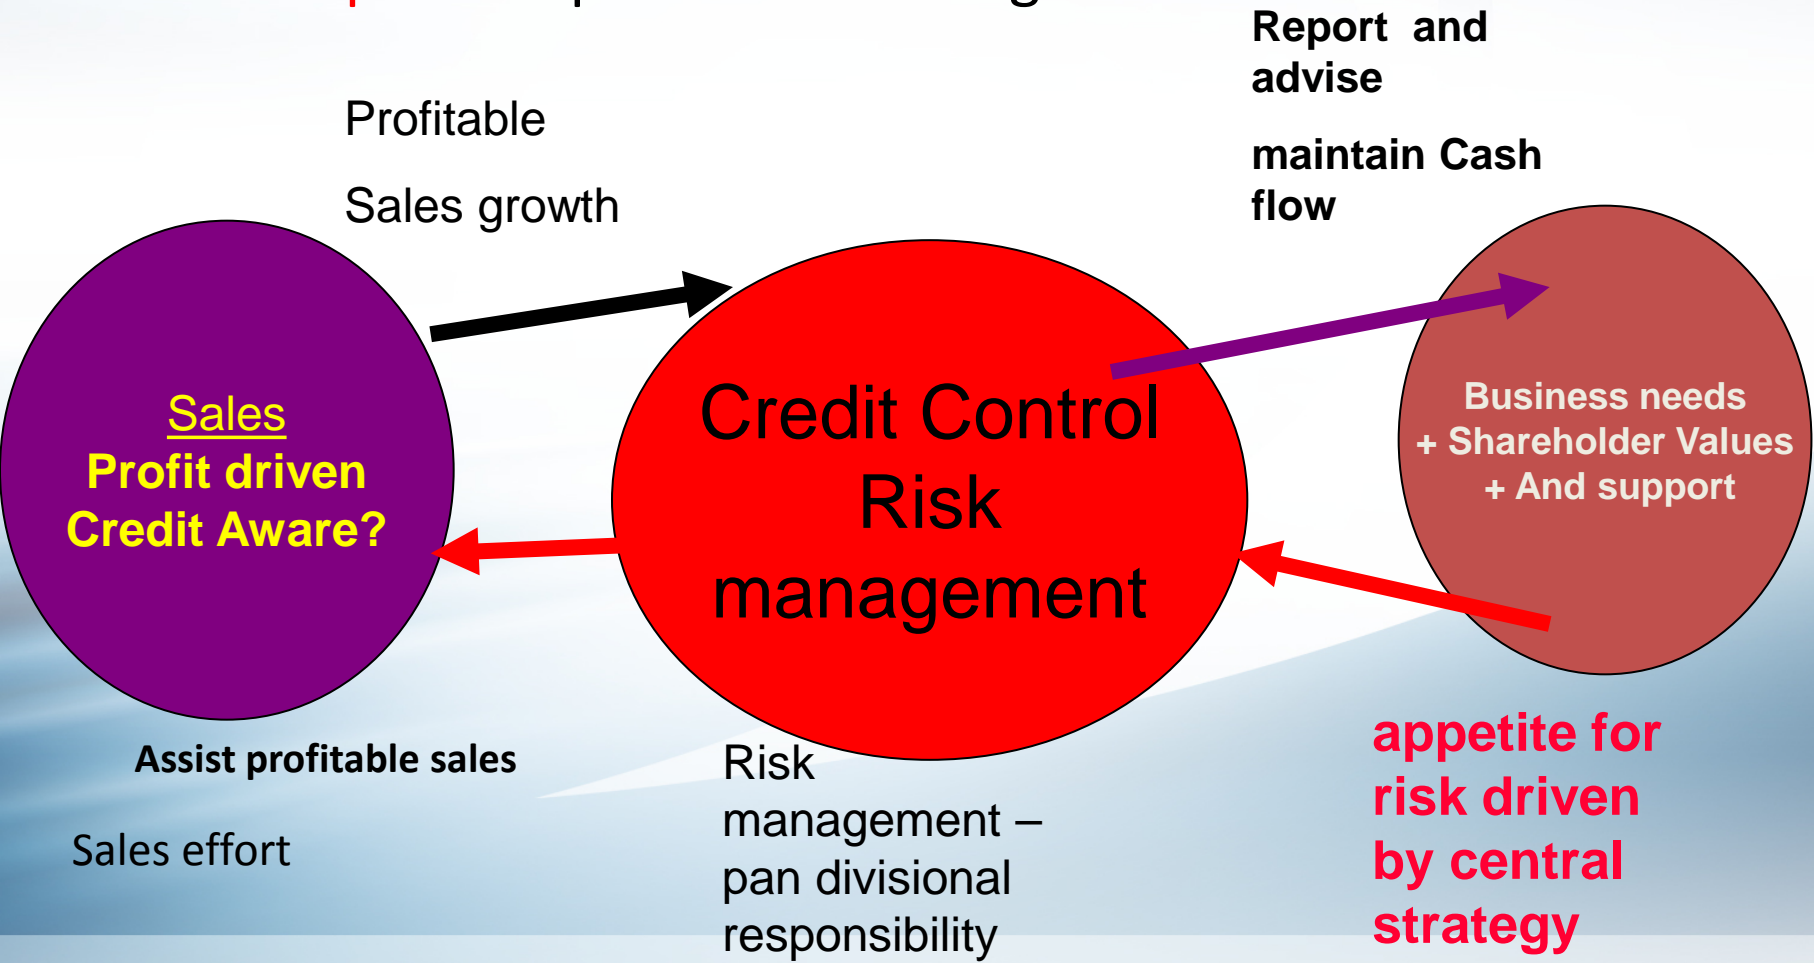 Report and
advise
maintain Cash
flow
Profitable
Sales growth
Sales
Profit driven
Credit Aware?
Credit Control
Risk
management
Business needs
+ Shareholder Values
+ And support
Assist profitable sales
Sales effort
Risk
management –
pan divisional
responsibility
appetite for
risk driven
by central
strategy